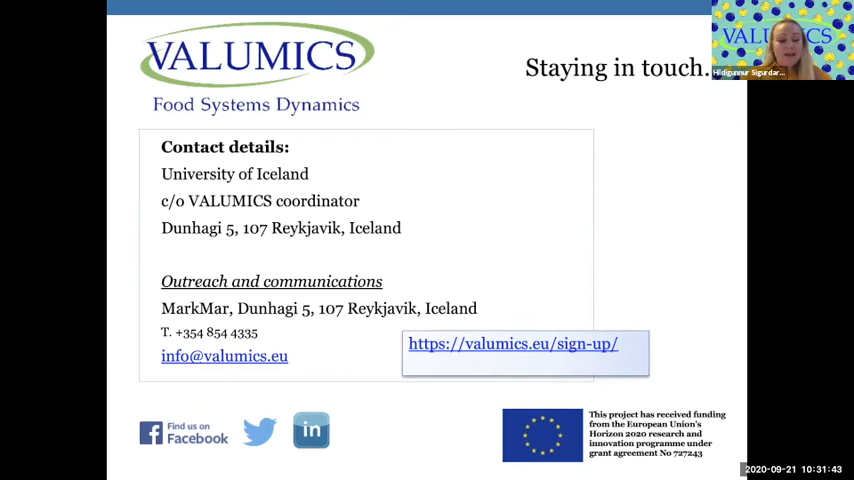 VALUMICS
Food Systems Dynamics
Staying in touch.
VALUMICS
Hildigunnur Sigurdar...
Contact details:
University of Iceland
c/o VALUMICS coordinator
Dunhagi 5, 107 Reykjavik, Iceland
Outreach and communications
MarkMar, Dunhagi 5, 107 Reykjavik, Iceland
T. +354 854 4335
info@valumics.eu
https://valumics.eu/sign-up/
Find us on
Facebook
in
This project has received funding
from the European Union's
Horizon 2020 research and
innovation programme under
grant agreement No 727243
2020-09-21 10:31:43